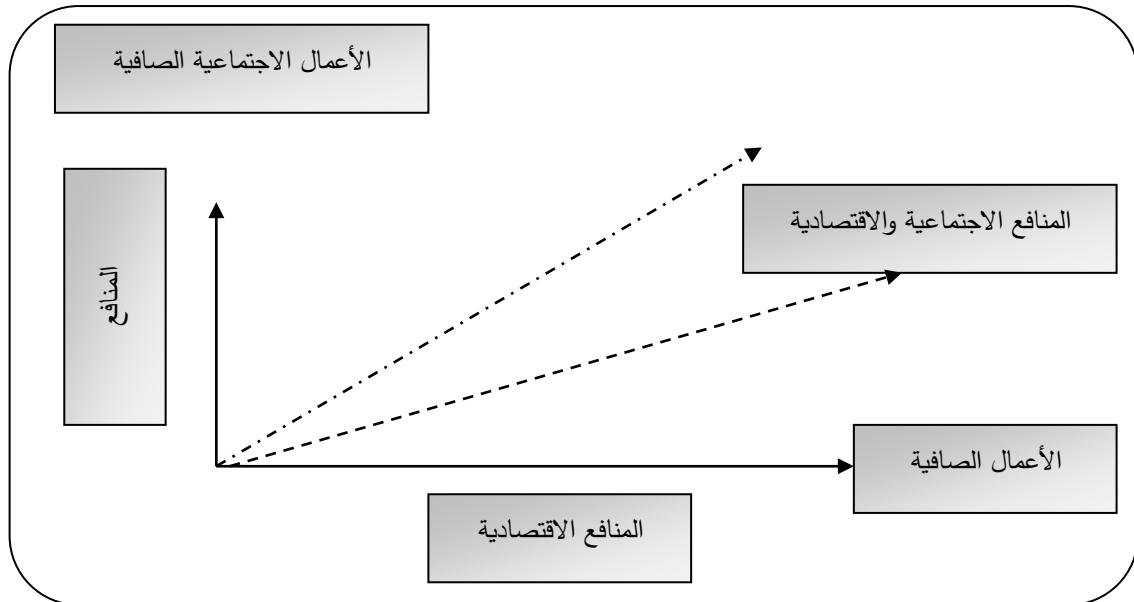 الأعمال الاجتماعية الصافية
المنافع الاجتماعية والاقتصادية
المنافع
الأعمال الصافية
المنافع الاقتصادية